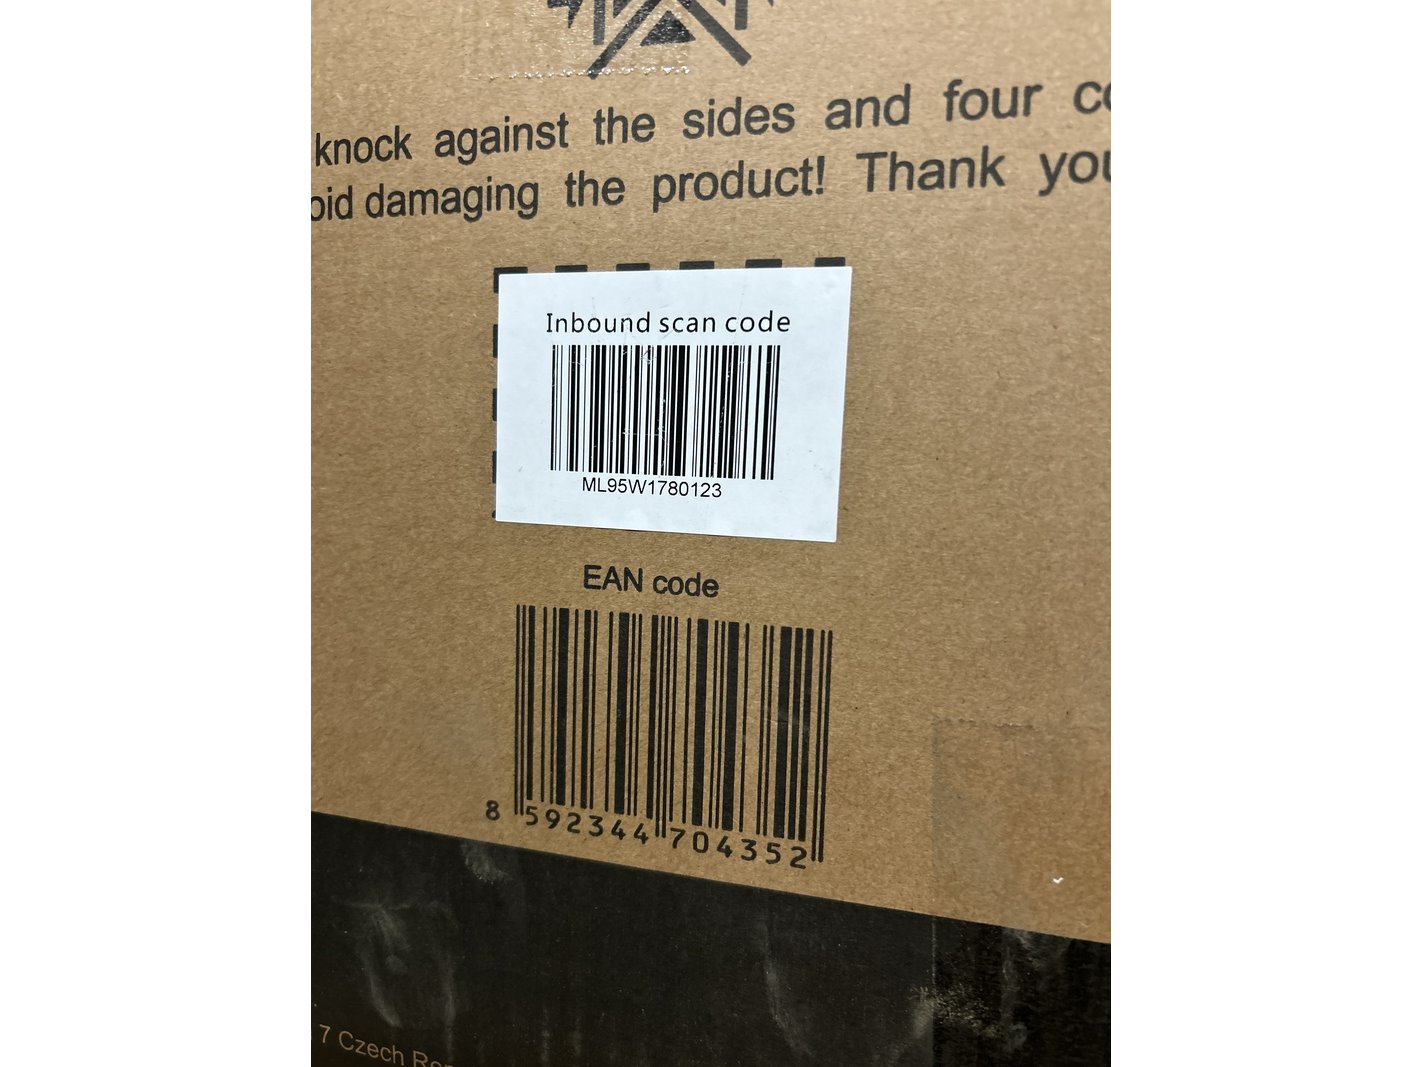 knock against the sides and four
damaging the product! Thank you
Inbound scan code
ML95W1780123
EAN code
8 592344 704352
7 Czech